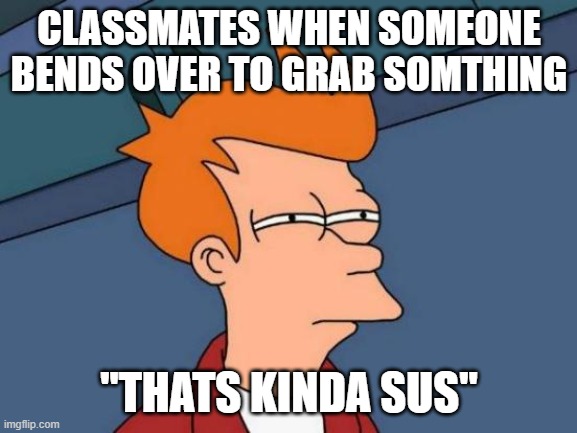 CLASSMATES WHEN SOMEONE
BENDS OVER TO GRAB SOMTHING
"THATS KINDA SUS"
imgflip.com